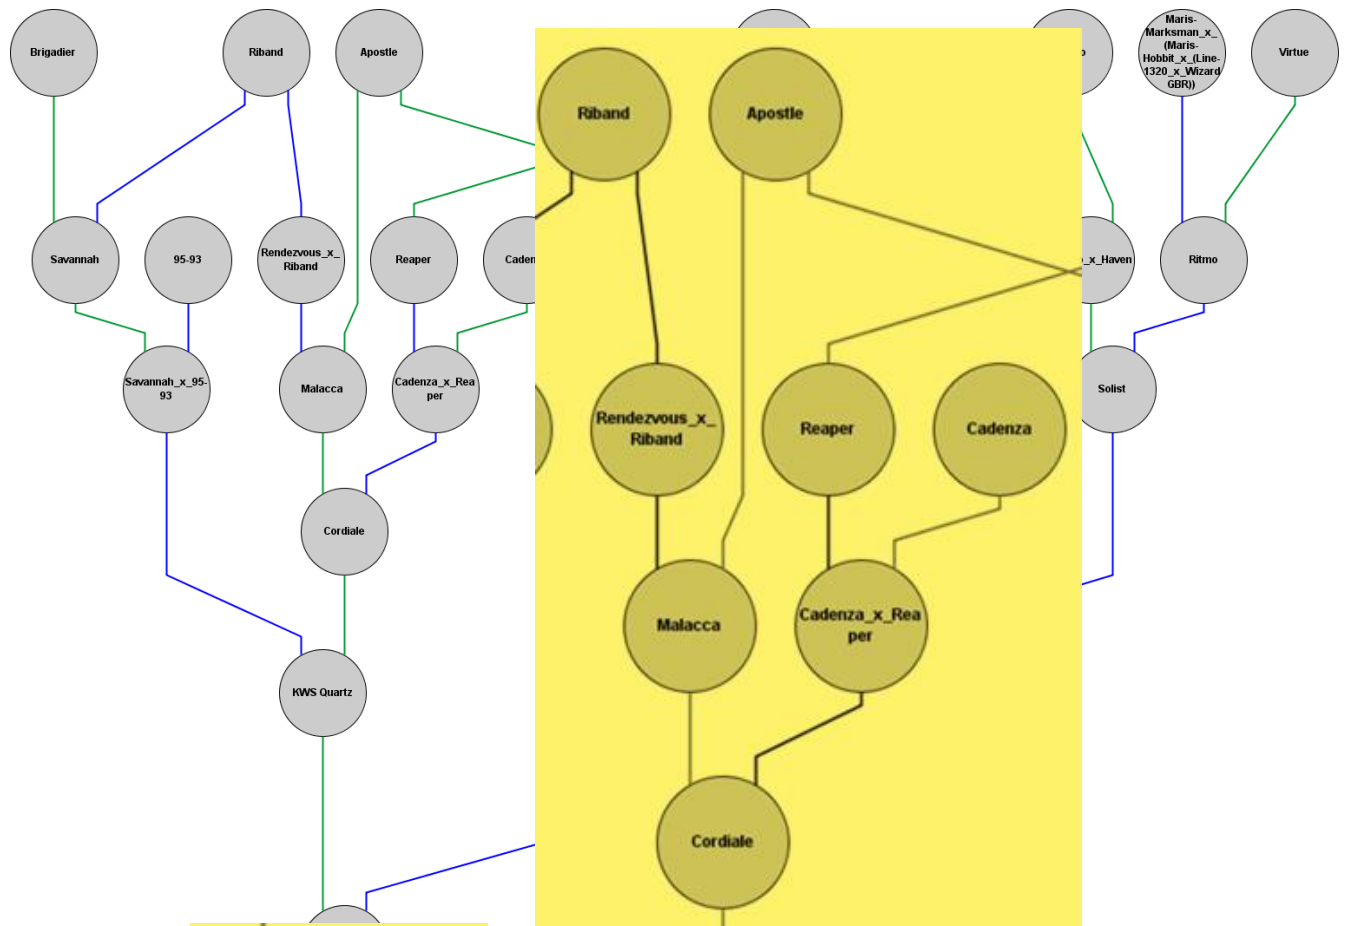 Brigadier
Riband
Apostle
Maris-
Marksman_x_
(Maris-
Hobbit_x_(Line-
1320_x_Wizard
GBR))
Virtue
Riband
Apostle
Savannah
95-93
Rendezvous_x_
Riband
Reaper
_x_Haven
Ritmo
Rendezvous_x_
Riband
Reaper
Cadenza
Savannah_x_95-
93
Malacca
Cadenza_x_Rea
per
Solist
Malacca
Cadenza_x_Rea
per
Cordiale
KWS Quartz
Cordiale